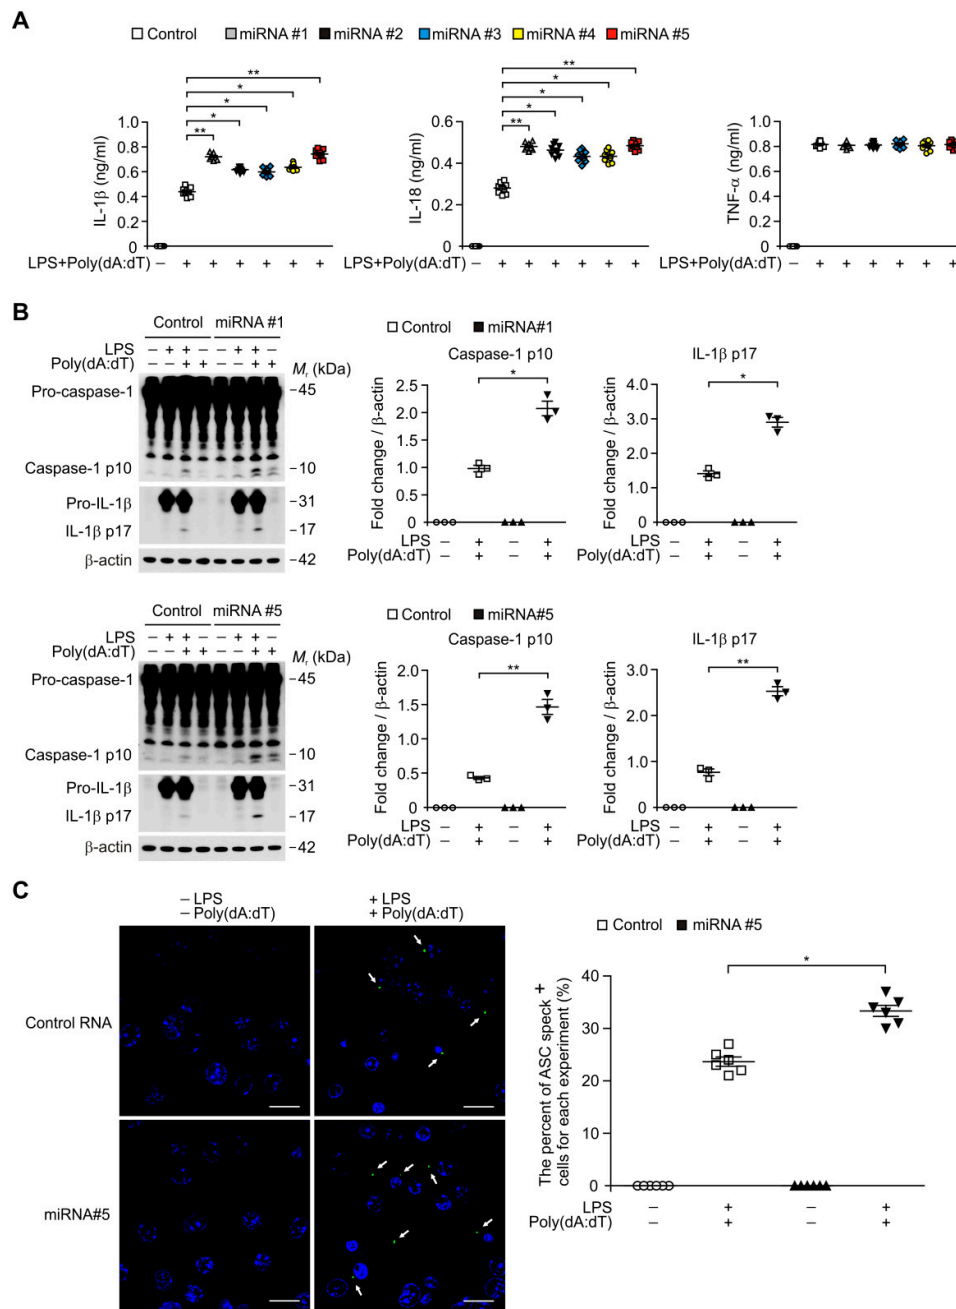 A
Control miRNA #1 miRNA #2 miRNA #3 miRNA #4 miRNA #5
** * * * **
IL-1β (ng/ml)
1.0
0.8
0.6
0.4
0.2
0
LPS+Poly(dA:dT) – + + + + + +
** * * * **
IL-18 (ng/ml)
0.6
0.4
0.2
0
LPS+Poly(dA:dT) – + + + + + +
TNF-α (ng/ml)
1.0
0.8
0.6
0.4
0.2
0
LPS+Poly(dA:dT) – + + + + + +
B
Control miRNA #1
LPS – + + – – + + –
Poly(dA:dT) – – + + – – + +
Mr (kDa)
Pro-caspase-1 –45
Caspase-1 p10 –10
Pro-IL-1β –31
IL-1β p17 –17
β-actin –42
Control miRNA#1
Caspase-1 p10
Fold change / β-actin
2.5
2.0
1.5
1.0
0.5
0
*
LPS – + – +
Poly(dA:dT) – + – +
IL-1β p17
Fold change / β-actin
4.0
3.0
2.0
1.0
0
*
LPS – + – +
Poly(dA:dT) – + – +
Control miRNA #5
LPS – + + – – + + –
Poly(dA:dT) – – + + – – + +
Mr (kDa)
Pro-caspase-1 –45
Caspase-1 p10 –10
Pro-IL-1β –31
IL-1β p17 –17
β-actin –42
Control miRNA#5
Caspase-1 p10
Fold change / β-actin
1.5
1.0
0.5
0
**
LPS – + – +
Poly(dA:dT) – + – +
IL-1β p17
Fold change / β-actin
3.0
2.0
1.0
0
**
LPS – + – +
Poly(dA:dT) – + – +
C
– LPS + LPS
– Poly(dA:dT) + Poly(dA:dT)
Control RNA
miRNA#5
Control miRNA #5
The percent of ASC speck +
cells for each experiment (%)
40
30
20
10
0
*
LPS – + – +
Poly(dA:dT) – + – +